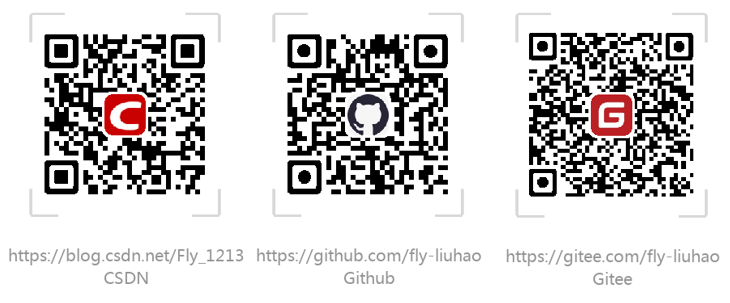 https://blog.csdn.net/Fly_1213
CSDN
https://github.com/fly-liuhao
Github
https://gitee.com/fly-liuhao
Gitee